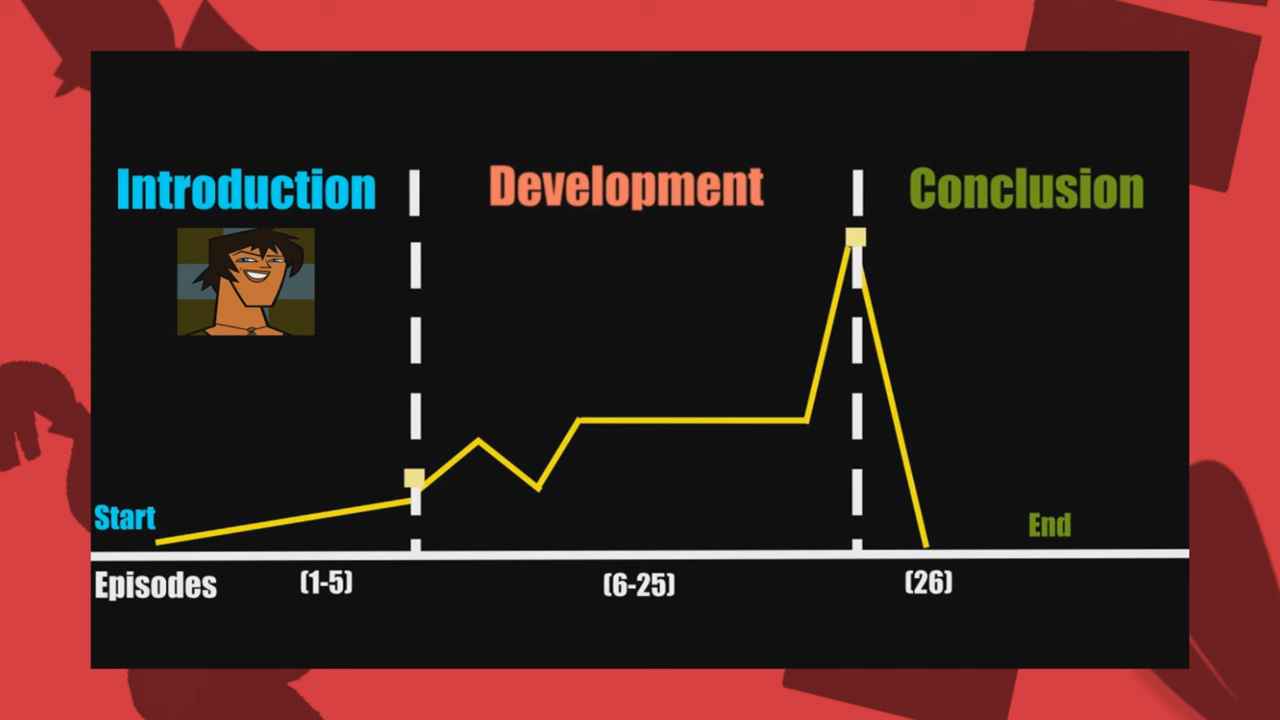 Introduction
Development
Conclusion
Start
End
Episodes
(1-5)
(6-25)
(26)